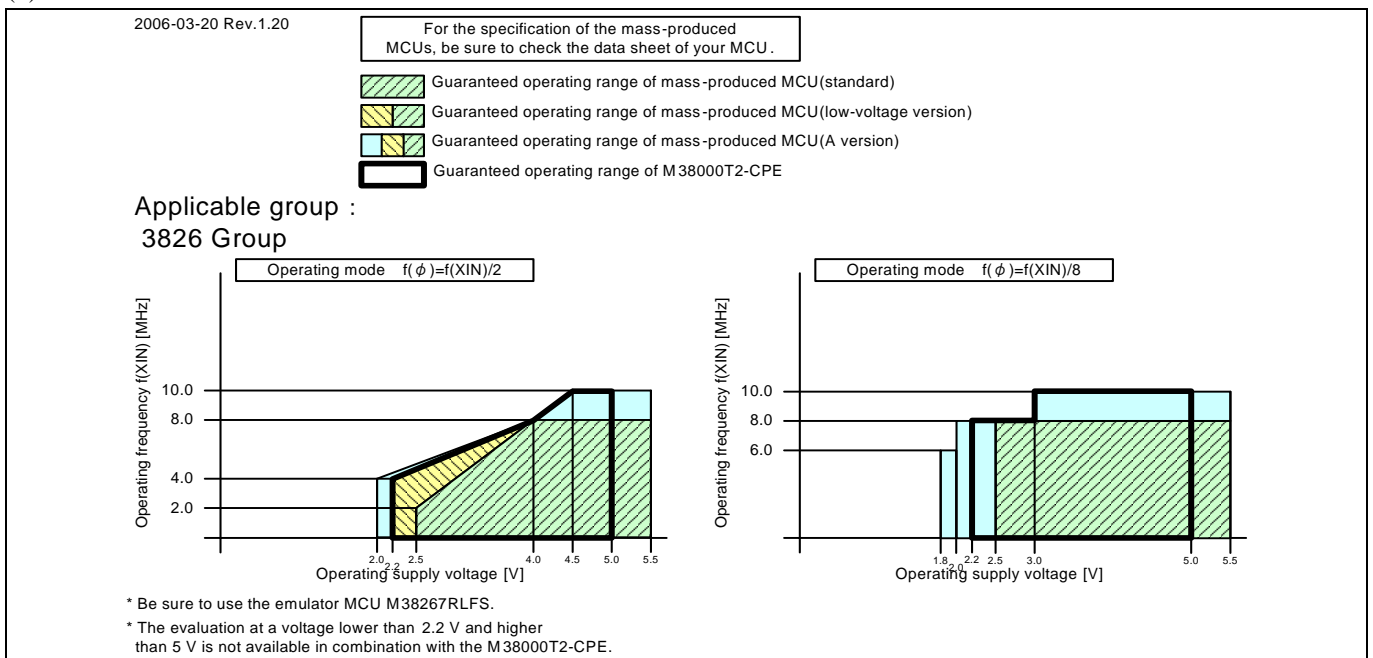 2006-03-20 Rev.1.20
For the specification of the mass-produced
MCUs, be sure to check the data sheet of your MCU.
Guaranteed operating range of mass-produced MCU(standard)
Guaranteed operating range of mass-produced MCU(low-voltage version)
Guaranteed operating range of mass-produced MCU(A version)
Guaranteed operating range of M38000T2-CPE
Applicable group :
3826 Group
Operating mode f(φ)=f(XIN)/2
Operating frequency f(XIN) [MHz]
10.0
8.0
4.0
2.0
2.0 2.2 2.5 4.0 4.5 5.0 5.5
Operating supply voltage [V]
Operating mode f(φ)=f(XIN)/8
Operating frequency f(XIN) [MHz]
10.0
8.0
6.0
1.8 2.0 2.2 2.5 3.0 5.0 5.5
Operating supply voltage [V]
* Be sure to use the emulator MCU M38267RLFS.
* The evaluation at a voltage lower than 2.2 V and higher
than 5 V is not available in combination with the M38000T2-CPE.